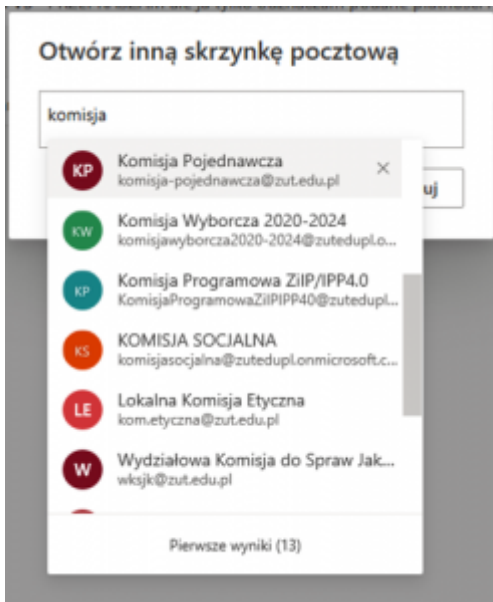 Otwórz inną skrzynkę pocztową
komisja
KP
Komisja Pojednawcza
komisja-pojednawcza@zut.edu.pl
uj
KW
Komisja Wyborcza 2020-2024
komisjawyborcza2020-2024@zutedupl.o...
KP
Komisja Programowa ZiIP/IPP4.0
KomisjaProgramowaZiIPIPP40@zutedupl...
KS
KOMISJA SOCJALNA
komisjasocjalna@zutedupl.onmicrosoft.c...
LE
Lokalna Komisja Etyczna
kom.etyczna@zut.edu.pl
W
Wydziałowa Komisja do Spraw Jak...
wksjk@zut.edu.pl
Pierwsze wyniki (13)